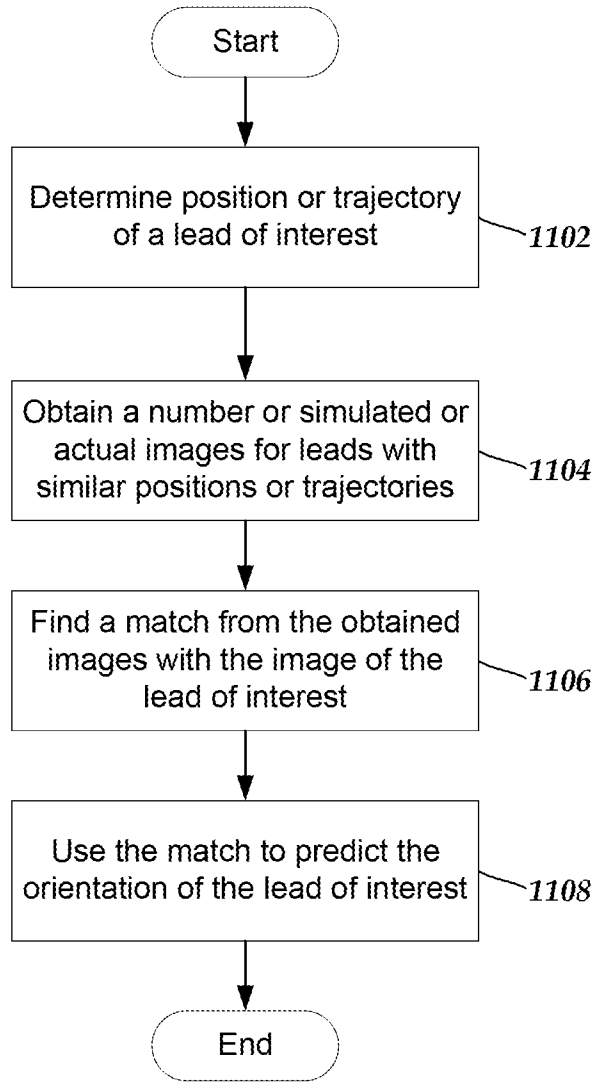 Start
Determine position or trajectory
of a lead of interest
1102
Obtain a number or simulated or
actual images for leads with
similar positions or trajectories
1104
Find a match from the obtained
images with the image of the
lead of interest
1106
Use the match to predict the
orientation of the lead of interest
1108
End